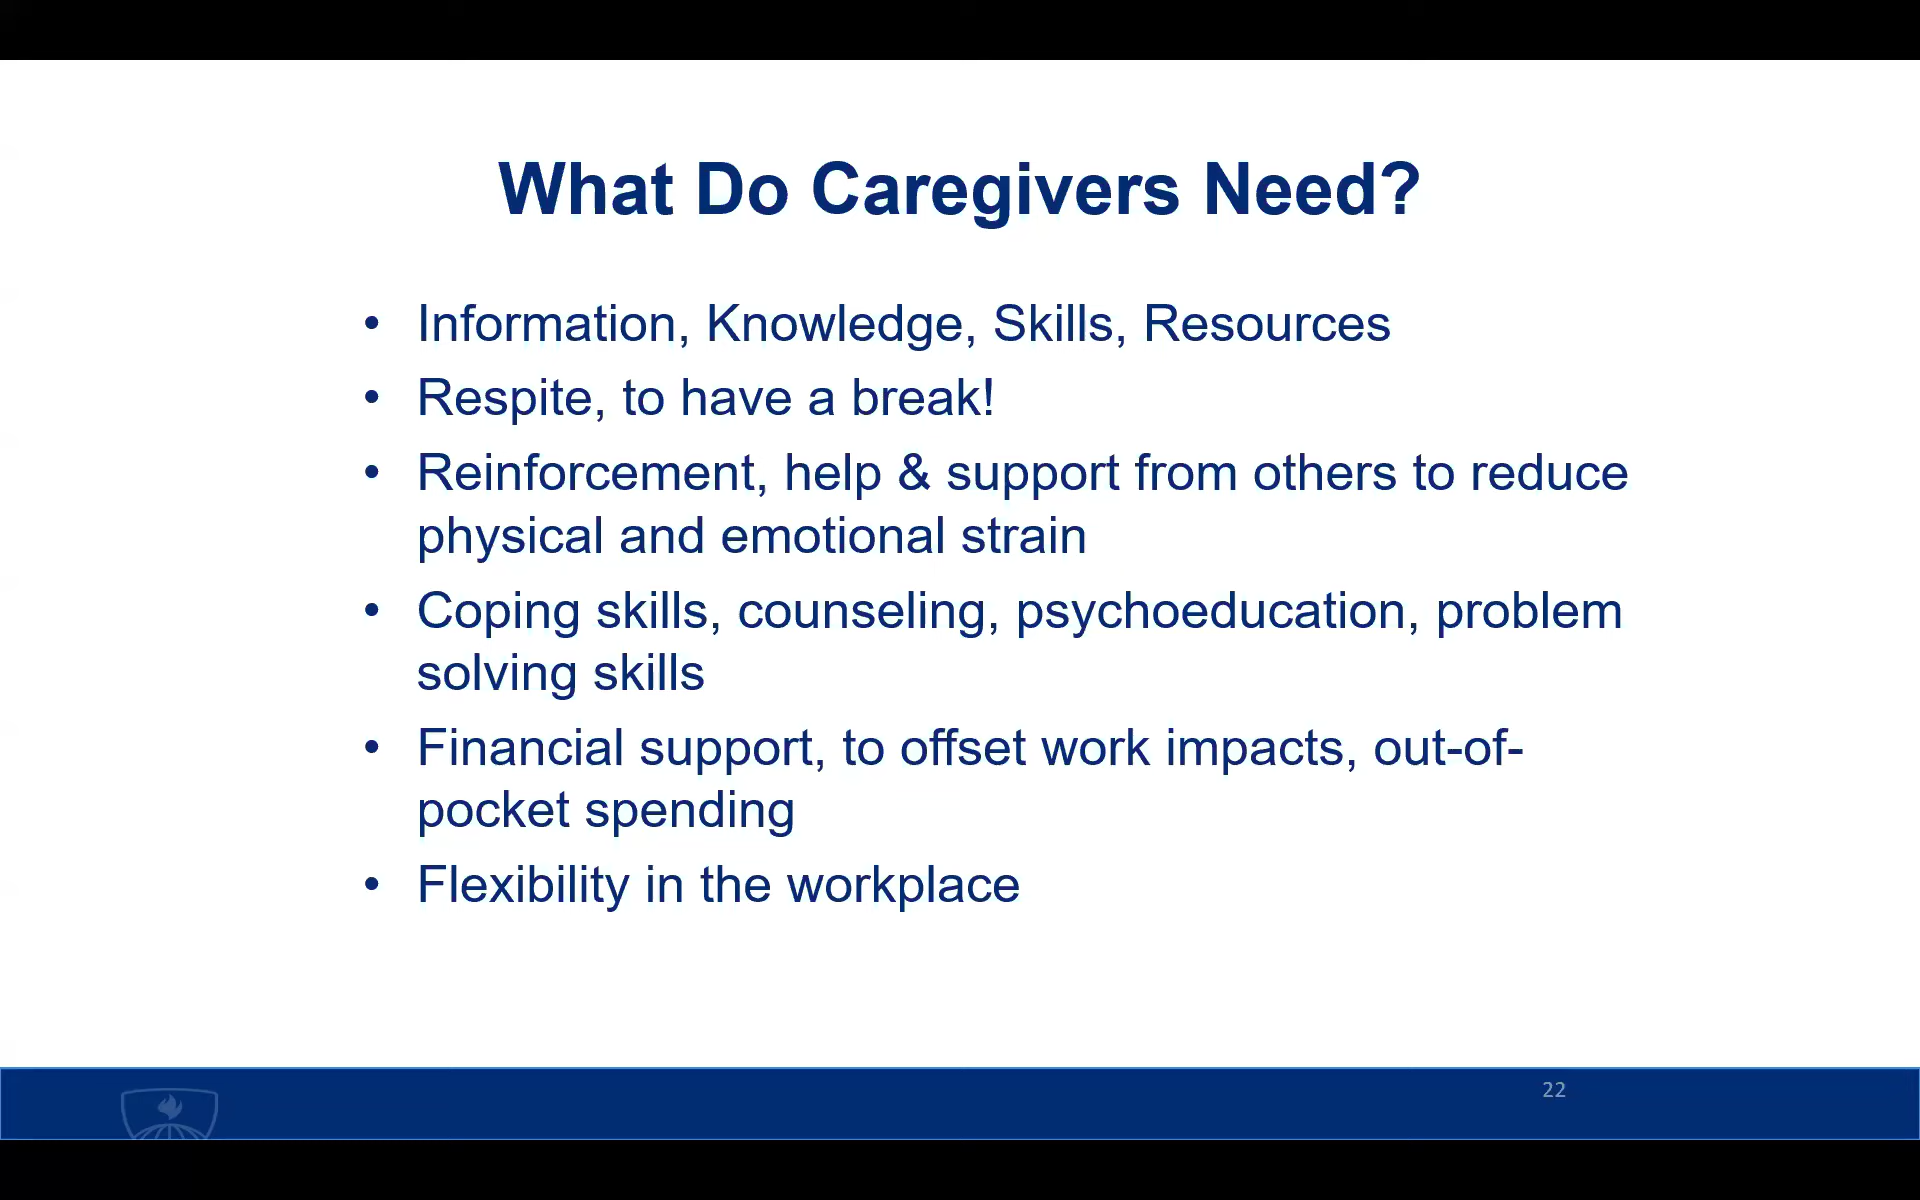 What Do Caregivers Need?
• Information, Knowledge, Skills, Resources
• Respite, to have a break!
• Reinforcement, help & support from others to reduce
physical and emotional strain
• Coping skills, counseling, psychoeducation, problem
solving skills
• Financial support, to offset work impacts, out-of-
pocket spending
• Flexibility in the workplace
22